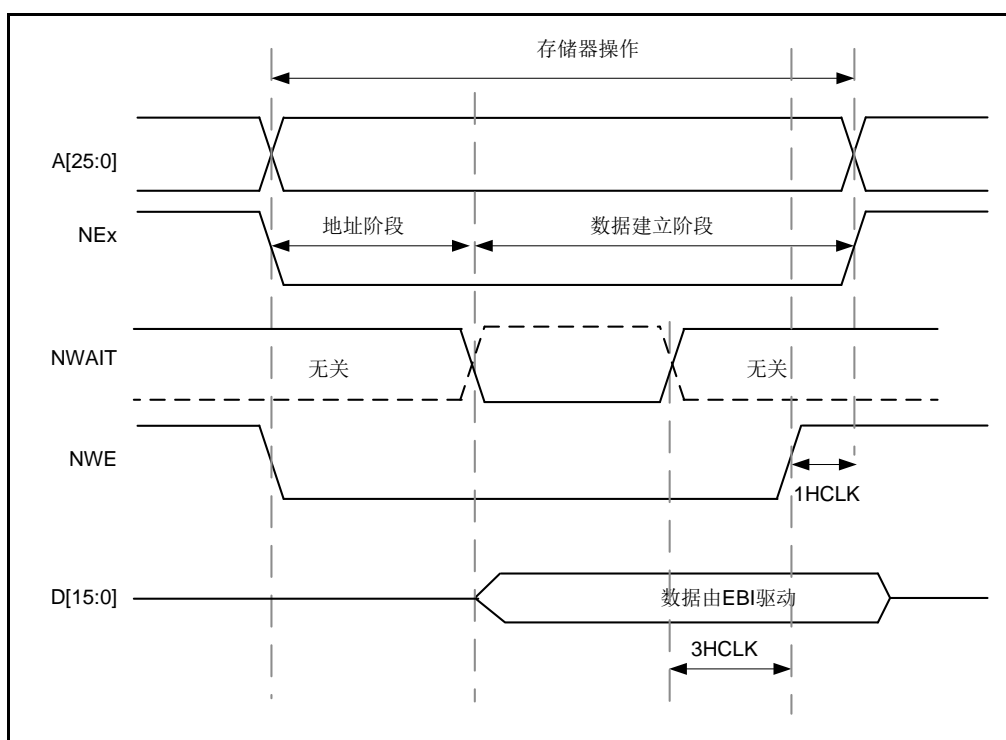 存储器操作
A[25:0]
NEx
地址阶段
数据建立阶段
NWAIT
无关
无关
NWE
1HCLK
D[15:0]
数据由EBI驱动
3HCLK